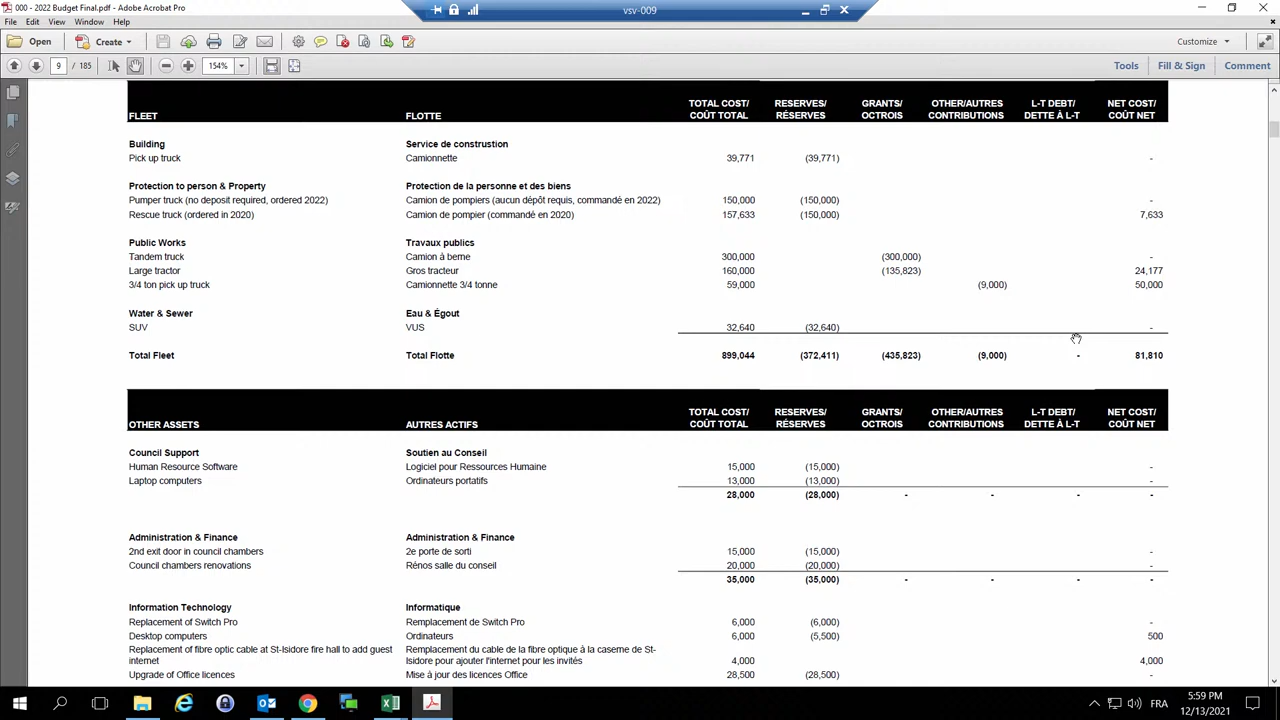 000 - 2022 Budget Final.pdf - Adobe Acrobat Pro
vsv-009
File Edit View Window Help
Open Create Customize
9 / 185 154% Tools Fill & Sign Comment
FLEET FLOTTE TOTAL COST/ COÛT TOTAL RESERVES/ RÉSERVES GRANTS/ OCTROIS OTHER/AUTRES CONTRIBUTIONS L-T DEBT/ DETTE À L-T NET COST/ COÛT NET
Building Service de construction
Pick up truck Camionnette 39,771 (39,771) -
Protection to person & Property Protection de la personne et des biens
Pumper truck (no deposit required, ordered 2022) Camion de pompiers (aucun dépôt requis, commandé en 2022) 150,000 (150,000) -
Rescue truck (ordered in 2020) Camion de pompier (commandé en 2020) 157,633 (150,000) 7,633
Public Works Travaux publics
Tandem truck Camion à berne 300,000 (300,000) -
Large tractor Gros tracteur 160,000 (135,823) 24,177
3/4 ton pick up truck Camionnette 3/4 tonne 59,000 (9,000) 50,000
Water & Sewer Eau & Égout
SUV VUS 32,640 (32,640) -
Total Fleet Total Flotte 899,044 (372,411) (435,823) (9,000) - 81,810
OTHER ASSETS AUTRES ACTIFS TOTAL COST/ COÛT TOTAL RESERVES/ RÉSERVES GRANTS/ OCTROIS OTHER/AUTRES CONTRIBUTIONS L-T DEBT/ DETTE À L-T NET COST/ COÛT NET
Council Support Soutien au Conseil
Human Resource Software Logiciel pour Ressources Humaine 15,000 (15,000) -
Laptop computers Ordinateurs portatifs 13,000 (13,000) -
28,000 (28,000) - - - -
Administration & Finance Administration & Finance
2nd exit door in council chambers 2e porte de sorti 15,000 (15,000) -
Council chambers renovations Rénos salle du conseil 20,000 (20,000) -
35,000 (35,000) - - - -
Information Technology Informatique
Replacement of Switch Pro Remplacement de Switch Pro 6,000 (6,000) -
Desktop computers Ordinateurs 6,000 (5,500) 500
Replacement of fibre optic cable at St-Isidore fire hall to add guest Remplacement du cable de la fibre optique à la caserne de St-
internet Isidore pour ajouter l'internet pour les invités 4,000 4,000
Upgrade of Office licences Mise à jour des licences Office 28,500 (28,500) -
FRA 5:59 PM
12/13/2021